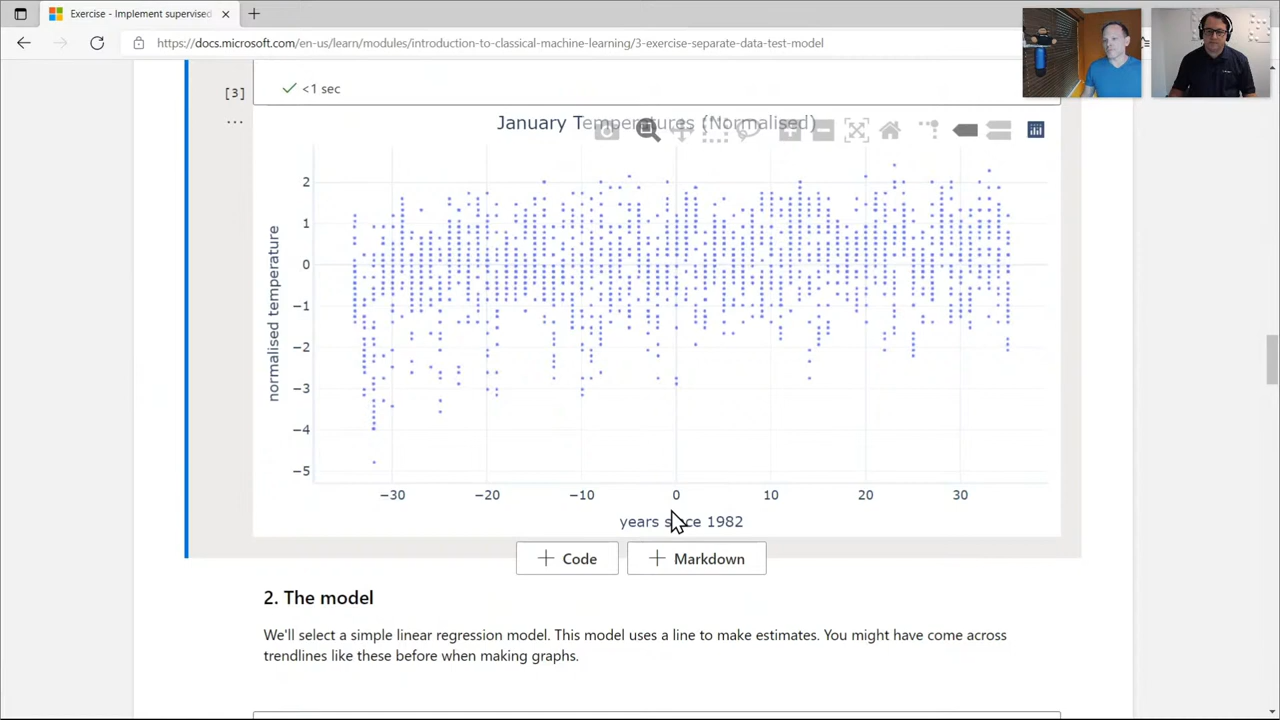 Exercise - Implement supervised
https://docs.microsoft.com/en-us/learn/modules/introduction-to-classical-machine-learning/3-exercise-separate-data-test-model
[3]
<1 sec
...
January Temperatures (Normalised)
2
1
0
−1
−2
−3
−4
−5
normalised temperature
−30
−20
−10
0
10
20
30
years since 1982
Code
Markdown
2. The model
We'll select a simple linear regression model. This model uses a line to make estimates. You might have come across
trendlines like these before when making graphs.